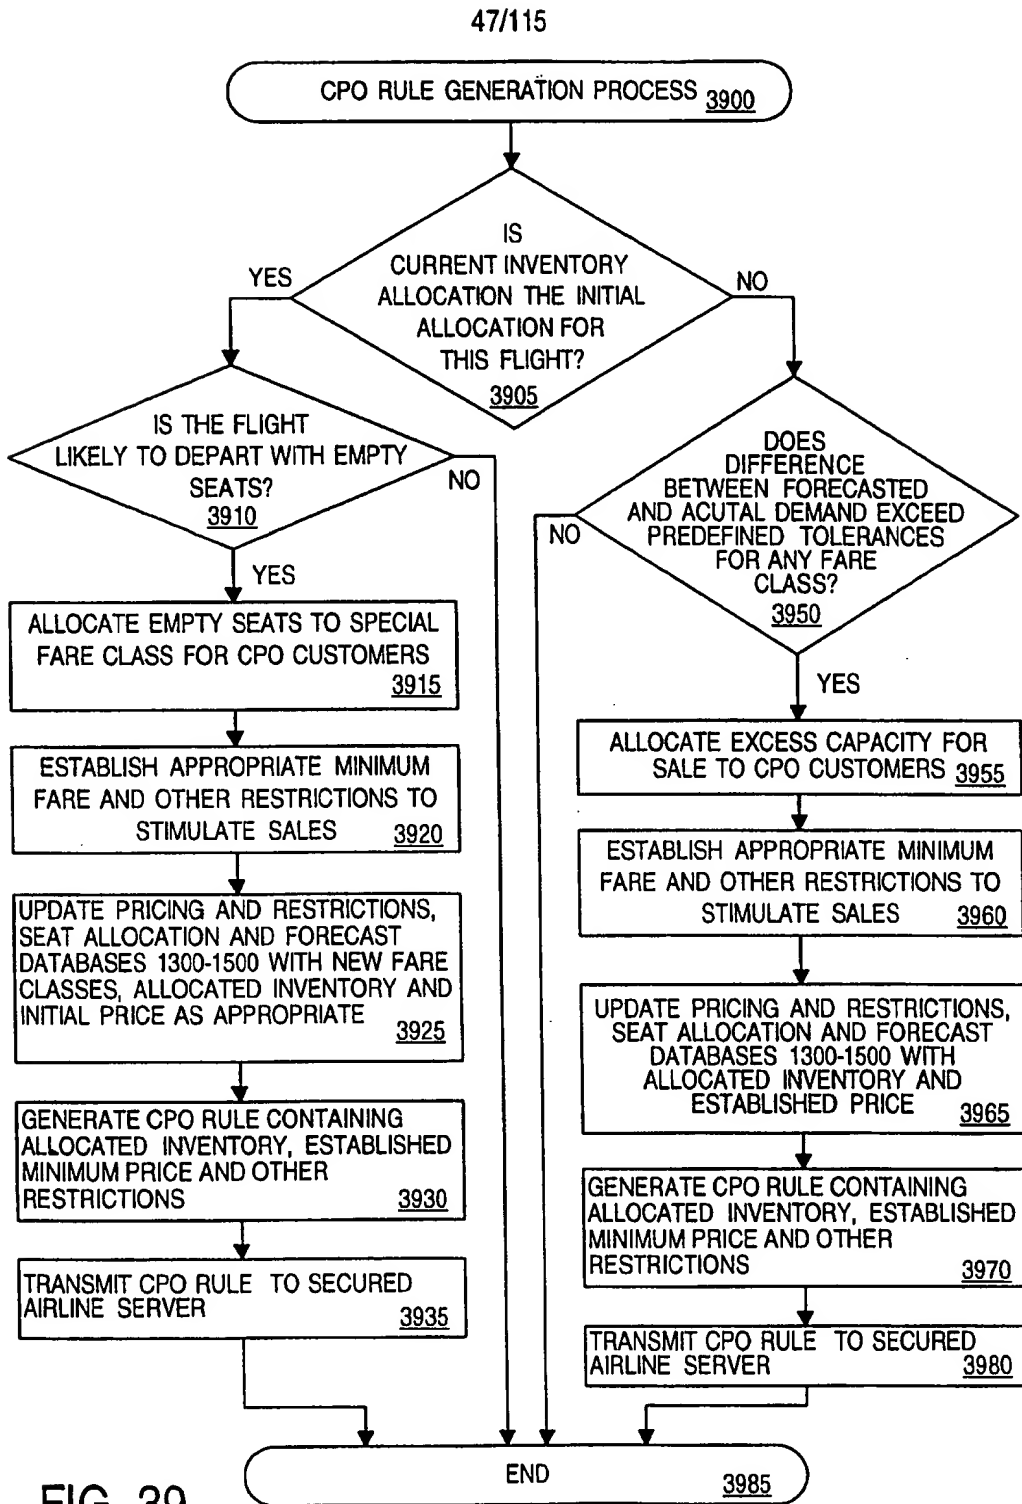 47/115
CPO RULE GENERATION PROCESS 3900
IS
CURRENT INVENTORY
ALLOCATION THE INITIAL
ALLOCATION FOR
THIS FLIGHT?
3905
YES
NO
IS THE FLIGHT
LIKELY TO DEPART WITH EMPTY
SEATS?
3910
NO
YES
ALLOCATE EMPTY SEATS TO SPECIAL
FARE CLASS FOR CPO CUSTOMERS
3915
ESTABLISH APPROPRIATE MINIMUM
FARE AND OTHER RESTRICTIONS TO
STIMULATE SALES 3920
UPDATE PRICING AND RESTRICTIONS,
SEAT ALLOCATION AND FORECAST
DATABASES 1300-1500 WITH NEW FARE
CLASSES, ALLOCATED INVENTORY AND
INITIAL PRICE AS APPROPRIATE 3925
GENERATE CPO RULE CONTAINING
ALLOCATED INVENTORY, ESTABLISHED
MINIMUM PRICE AND OTHER
RESTRICTIONS 3930
TRANSMIT CPO RULE TO SECURED
AIRLINE SERVER 3935
DOES
DIFFERENCE
BETWEEN FORECASTED
AND ACUTAL DEMAND EXCEED
PREDEFINED TOLERANCES
FOR ANY FARE
CLASS?
3950
NO
YES
ALLOCATE EXCESS CAPACITY FOR
SALE TO CPO CUSTOMERS 3955
ESTABLISH APPROPRIATE MINIMUM
FARE AND OTHER RESTRICTIONS TO
STIMULATE SALES 3960
UPDATE PRICING AND RESTRICTIONS,
SEAT ALLOCATION AND FORECAST
DATABASES 1300-1500 WITH
ALLOCATED INVENTORY AND
ESTABLISHED PRICE 3965
GENERATE CPO RULE CONTAINING
ALLOCATED INVENTORY, ESTABLISHED
MINIMUM PRICE AND OTHER
RESTRICTIONS 3970
TRANSMIT CPO RULE TO SECURED
AIRLINE SERVER 3980
END 3985
FIG. 39